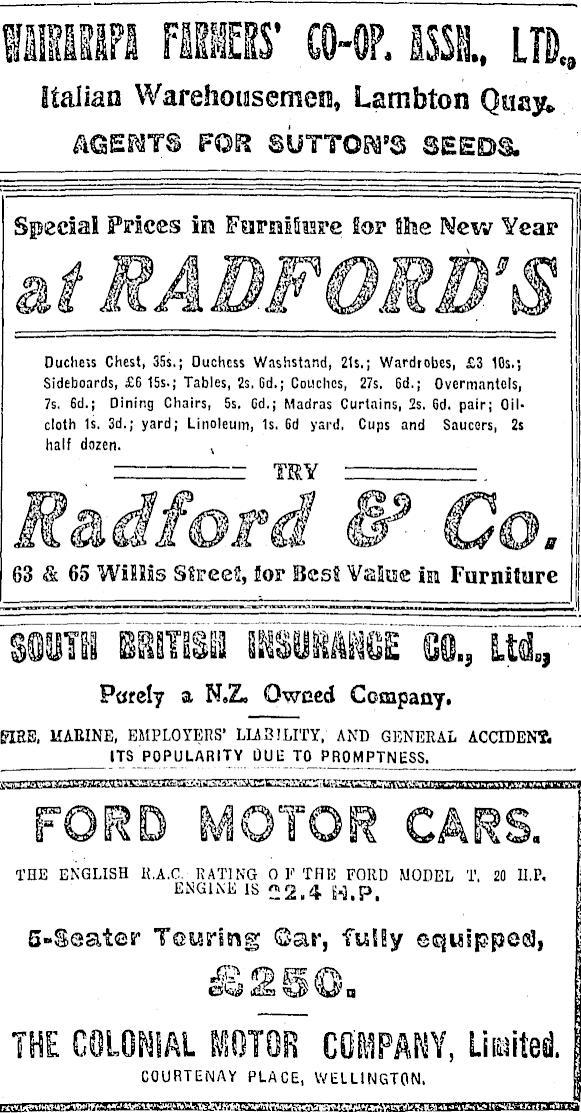 WAIRARAPA FARMERS' CO-OP. ASSN., LTD.,
Italian Warehousemen, Lambton Quay.
AGENTS FOR SUTTON'S SEEDS.
Special Prices in Furniture for the New Year
at RADFORD'S
Duchess Chest, 35s.; Duchess Washstand, 21s.; Wardrobes, £3 10s.;
Sideboards, £6 15s.; Tables, 2s. 6d.; Couches, 27s. 6d.; Overmantels,
7s. 6d.; Dining Chairs, 5s. 6d.; Madras Curtains, 2s. 6d. pair; Oil-
cloth 1s. 3d.; yard; Linoleum, 1s. 6d yard. Cups and Saucers, 2s
half dozen.
TRY
Radford & Co.
63 & 65 Willis Street, for Best Value in Furniture
SOUTH BRITISH INSURANCE CO., Ltd.,
Purely a N.Z. Owned Company.
FIRE, MARINE, EMPLOYERS' LIABILITY, AND GENERAL ACCIDENT.
ITS POPULARITY DUE TO PROMPTNESS.
FORD MOTOR CARS.
THE ENGLISH R.A.C. RATING OF THE FORD MODEL T. 20 H.P.
ENGINE IS 22.4 H.P.
5-Seater Touring Car, fully equipped,
£250.
THE COLONIAL MOTOR COMPANY, Limited.
COURTENAY PLACE, WELLINGTON.